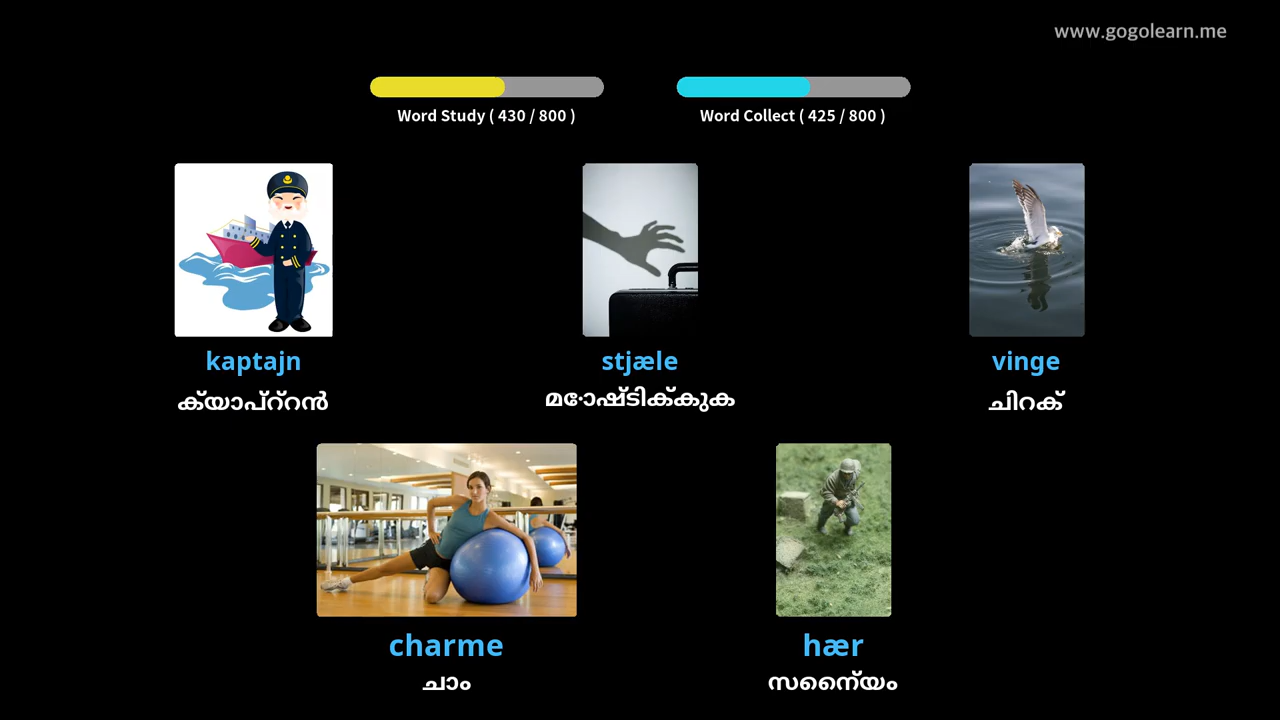 www.gogolearn.me
Word Study ( 430 / 800 )
Word Collect ( 425 / 800 )
kaptajn
stjæle
vinge
ക്യാപ്റ്റൻ
മോഷ്ടിക്കുക
ചിറക്
charme
hær
ചാം
സൈന്യം